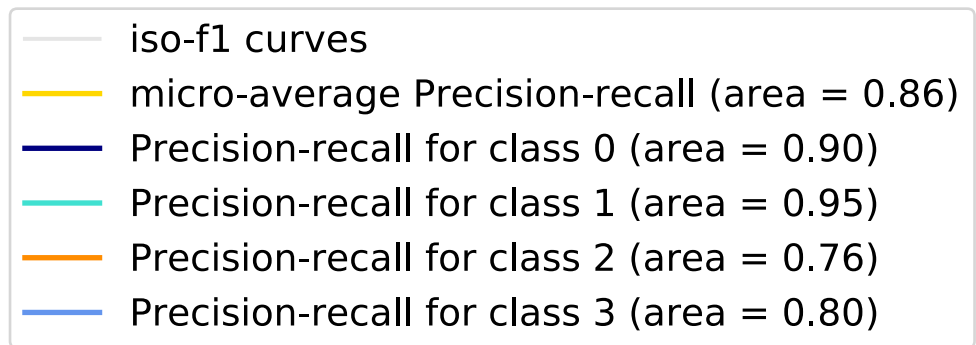 iso-f1 curves
micro-average Precision-recall (area = 0.86)
Precision-recall for class 0 (area = 0.90)
Precision-recall for class 1 (area = 0.95)
Precision-recall for class 2 (area = 0.76)
Precision-recall for class 3 (area = 0.80)